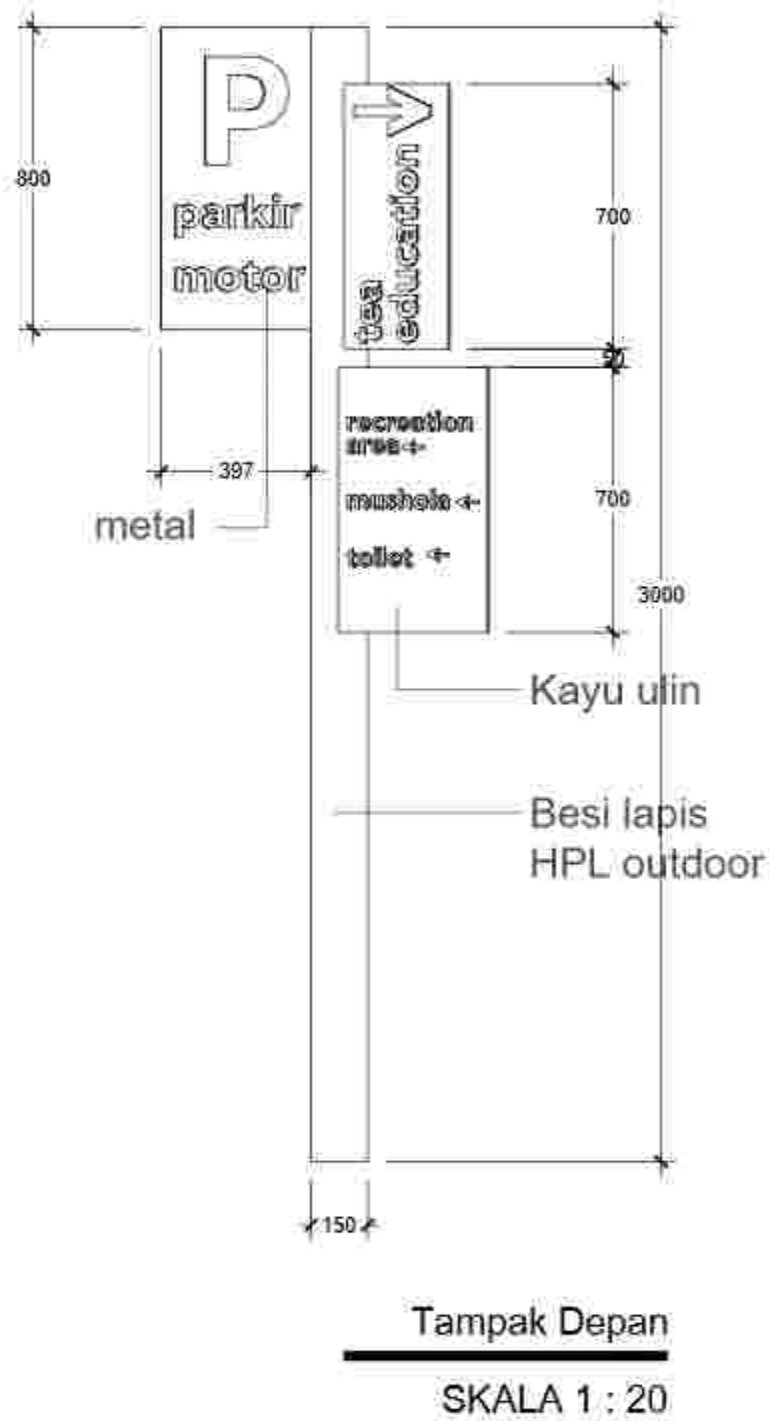 P
parkir
motor
800
tea
education
700
recreation
area
mushola
toilet
700
397
metal
3000
Kayu ulin
Besi lapis
HPL outdoor
150
Tampak Depan
SKALA 1 : 20